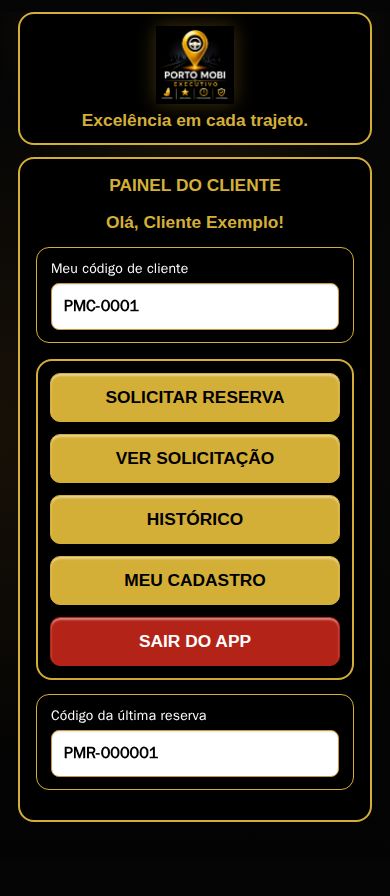 PORTO MOBI
EXECUTIVO
Excelência em cada trajeto.
PAINEL DO CLIENTE
Olá, Cliente Exemplo!
Meu código de cliente
PMC-0001
SOLICITAR RESERVA
VER SOLICITAÇÃO
HISTÓRICO
MEU CADASTRO
SAIR DO APP
Código da última reserva
PMR-000001